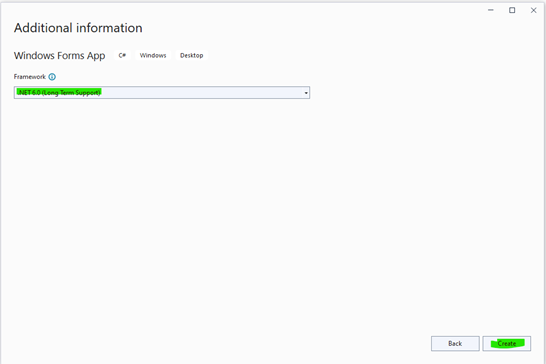 Additional information
Windows Forms App C# Windows Desktop
Framework
.NET 6.0 (Long Term Support)
Back Create